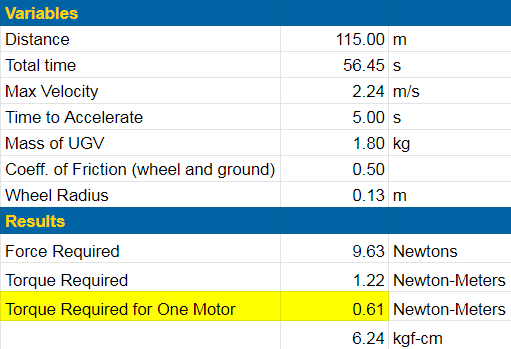 Variables
Distance 115.00 m
Total time 56.45 s
Max Velocity 2.24 m/s
Time to Accelerate 5.00 s
Mass of UGV 1.80 kg
Coeff. of Friction (wheel and ground) 0.50
Wheel Radius 0.13 m
Results
Force Required 9.63 Newtons
Torque Required 1.22 Newton-Meters
Torque Required for One Motor 0.61 Newton-Meters
6.24 kgf-cm